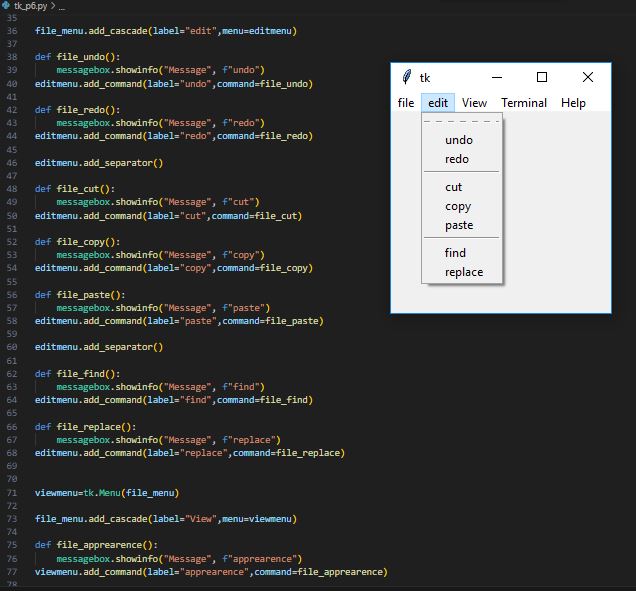 tk_p6.py > ...
35
36 file_menu.add_cascade(label="edit",menu=editmenu)
37
38 def file_undo():
39 messagebox.showinfo("Message", f"undo")
40 editmenu.add_command(label="undo",command=file_undo)
41
42 def file_redo():
43 messagebox.showinfo("Message", f"redo")
44 editmenu.add_command(label="redo",command=file_redo)
45
46 editmenu.add_separator()
47
48 def file_cut():
49 messagebox.showinfo("Message", f"cut")
50 editmenu.add_command(label="cut",command=file_cut)
51
52 def file_copy():
53 messagebox.showinfo("Message", f"copy")
54 editmenu.add_command(label="copy",command=file_copy)
55
56 def file_paste():
57 messagebox.showinfo("Message", f"paste")
58 editmenu.add_command(label="paste",command=file_paste)
59
60 editmenu.add_separator()
61
62 def file_find():
63 messagebox.showinfo("Message", f"find")
64 editmenu.add_command(label="find",command=file_find)
65
66 def file_replace():
67 messagebox.showinfo("Message", f"replace")
68 editmenu.add_command(label="replace",command=file_replace)
69
70
71 viewmenu=tk.Menu(file_menu)
72
73 file_menu.add_cascade(label="View",menu=viewmenu)
74
75 def file_apprearence():
76 messagebox.showinfo("Message", f"apprearence")
77 viewmenu.add_command(label="apprearence",command=file_apprearence)
78
tk
file edit View Terminal Help
undo
redo
cut
copy
paste
find
replace